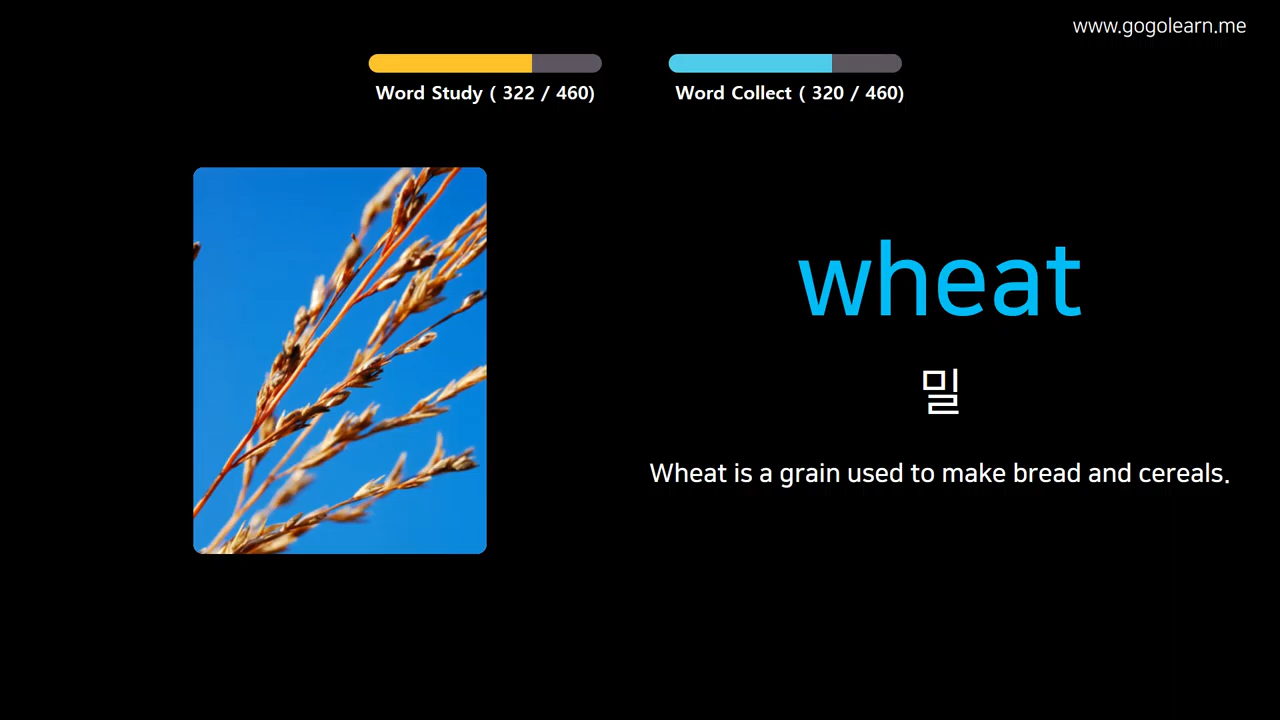 www.gogolearn.me
Word Study ( 322 / 460)
Word Collect ( 320 / 460)
wheat
밀
Wheat is a grain used to make bread and cereals.